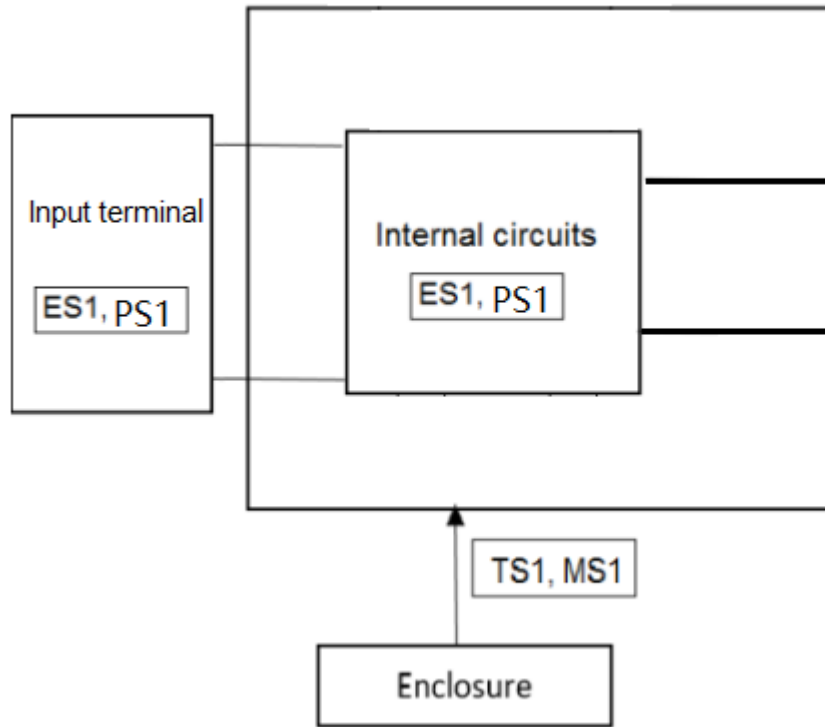 Input terminal
ES1, PS1
Internal circuits
ES1, PS1
TS1, MS1
Enclosure